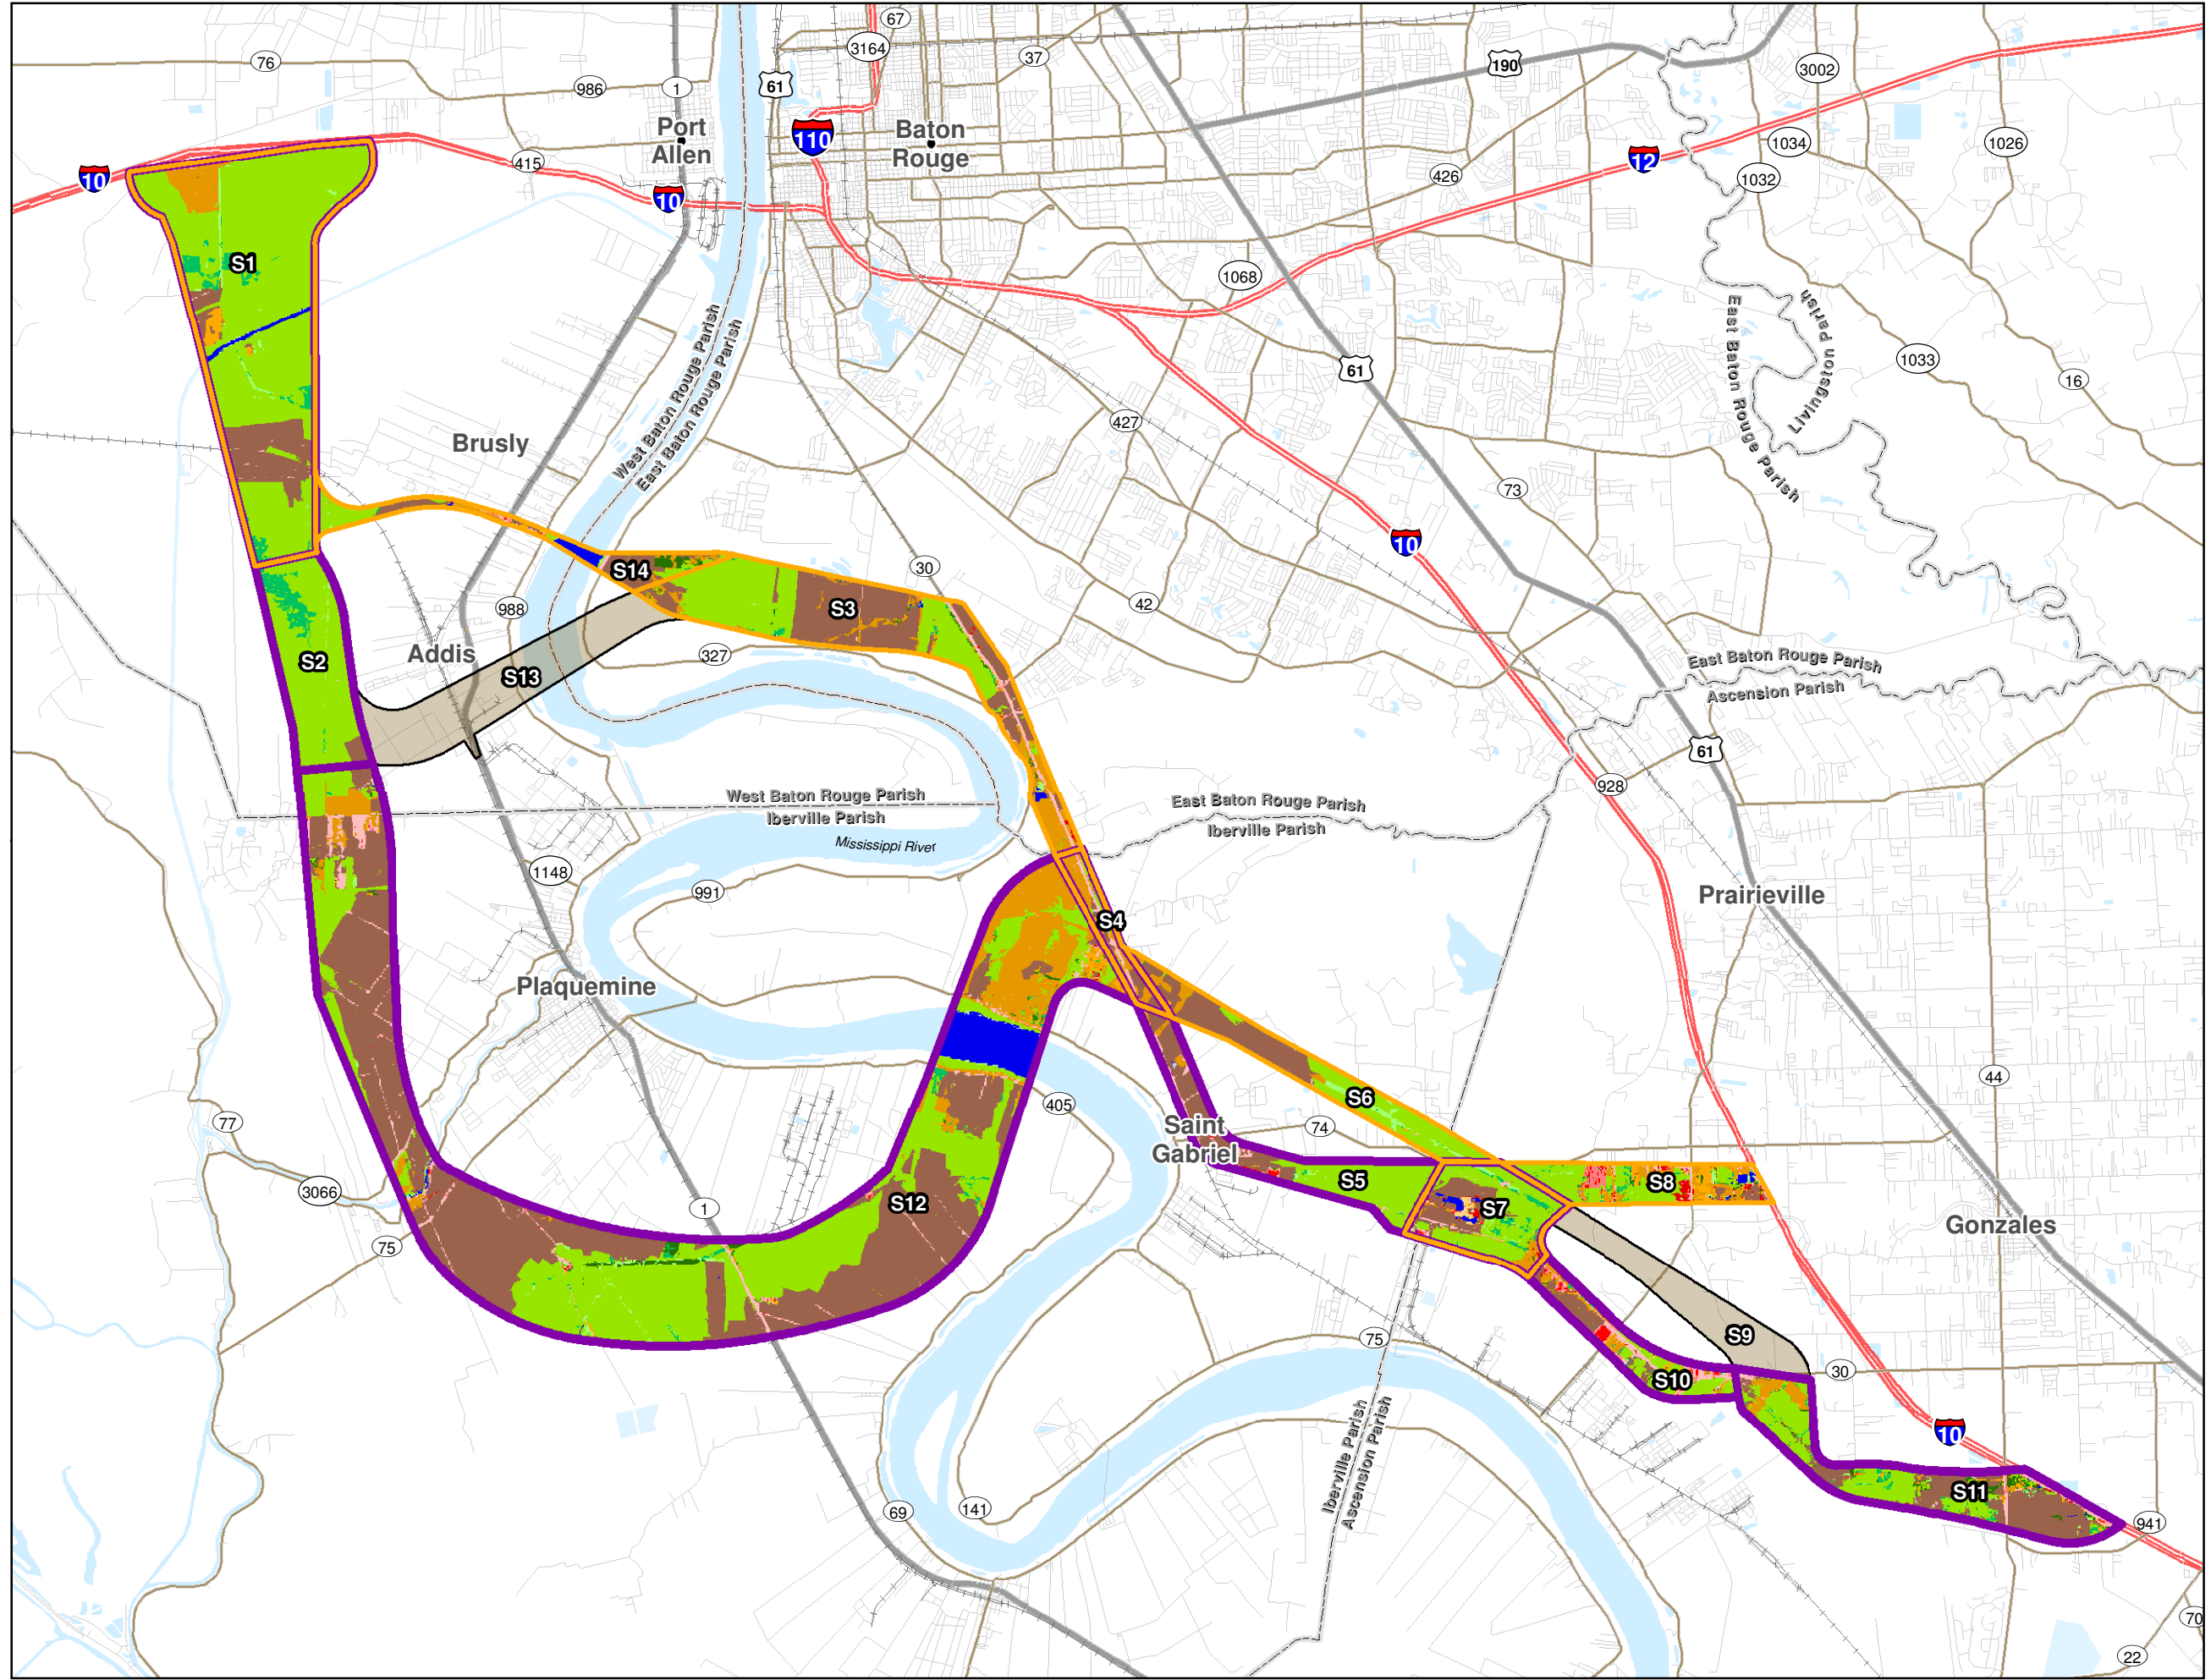 67
3164
76
37
61
190
3002
986
1
110
Port
Allen
Baton
Rouge
1034
1026
12
415
10
10
426
1032
S1
1068
West Baton Rouge Parish
East Baton Rouge Parish
East Baton Rouge Parish
Livingston Parish
61
1033
16
427
Brusly
73
10
30
S14
S3
988
42
Addis
327
S2
S13
East Baton Rouge Parish
Ascension Parish
61
928
West Baton Rouge Parish
Iberville Parish
East Baton Rouge Parish
Iberville Parish
Mississippi River
1148
991
Prairieville
S4
Plaquemine
44
S6
405
77
Saint
Gabriel
74
S5
S8
3066
S12
1
S7
Gonzales
75
75
S9
30
S10
10
Iberville Parish
Ascension Parish
S11
69
141
941
70
22